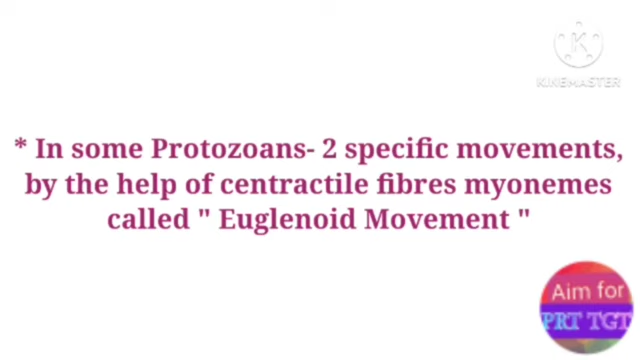 KINEMASTER
* In some Protozoans- 2 specific movements,
by the help of centractile fibres myonemes
called " Euglenoid Movement "
Aim for
PRT TGT